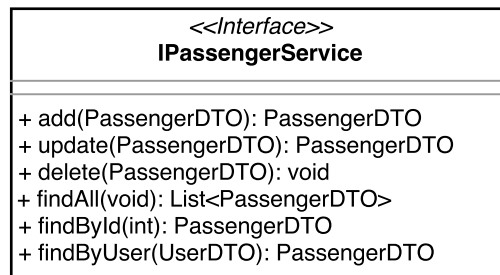 <<Interface>>
IPassengerService
+ add(PassengerDTO): PassengerDTO
+ update(PassengerDTO): PassengerDTO
+ delete(PassengerDTO): void
+ findAll(void): List<PassengerDTO>
+ findById(int): PassengerDTO
+ findByUser(UserDTO): PassengerDTO